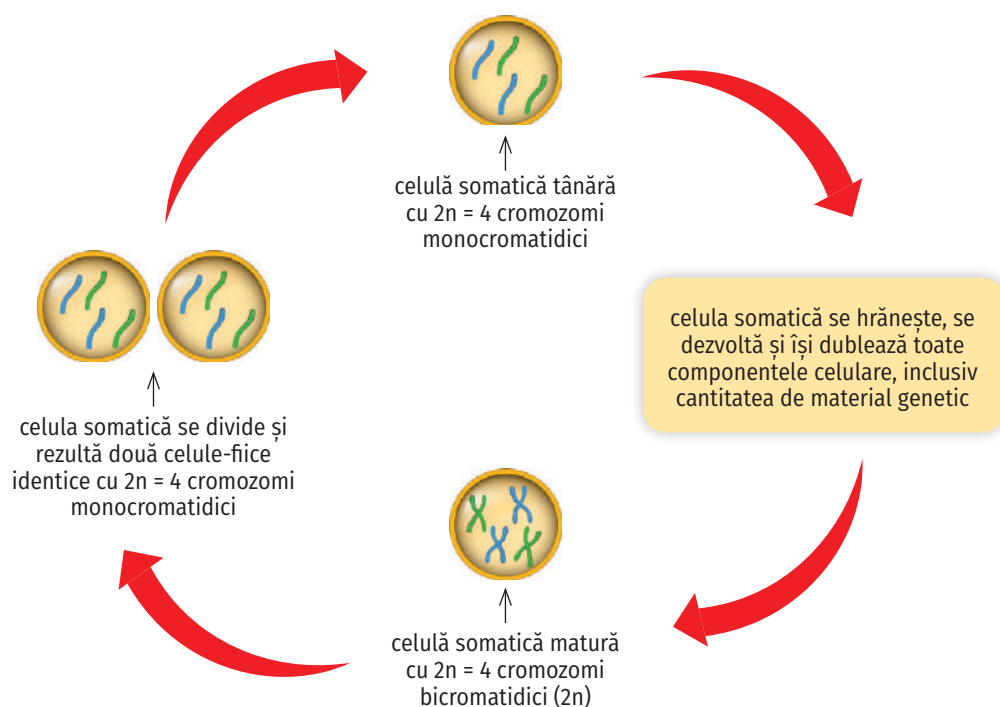 celulă somatică tânără
cu 2n = 4 cromozomi
monocromatidici
celula somatică se hrănește, se
dezvoltă și își dublează toate
componentele celulare, inclusiv
cantitatea de material genetic
celulă somatică matură
cu 2n = 4 cromozomi
bicromatidici (2n)
celula somatică se divide și
rezultă două celule-fiice
identice cu 2n = 4 cromozomi
monocromatidici